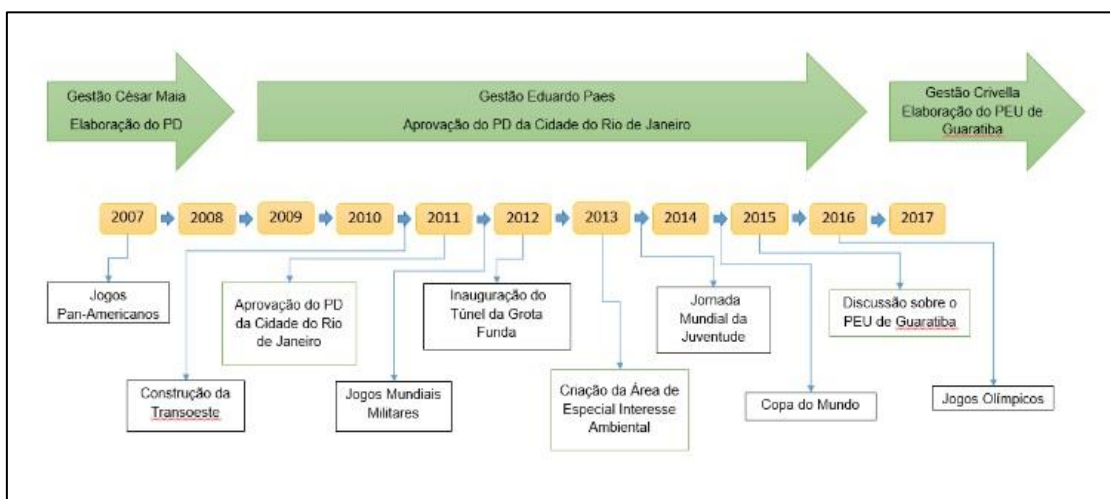 Gestão César Maia
Elaboração do PD
Gestão Eduardo Paes
Aprovação do PD da Cidade do Rio de Janeiro
Gestão Crivella
Elaboração do PEU de
Guaratiba
2007
2008
2009
2010
2011
2012
2013
2014
2015
2016
2017
Jogos
Pan-Americanos
Aprovação do PD
da Cidade do Rio
de Janeiro
Inauguração do
Túnel da Grota
Funda
Jornada
Mundial da
Juventude
Discussão sobre o
PEU de Guaratiba
Construção da
Transoeste
Jogos Mundiais
Militares
Criação da Área de
Especial Interesse
Ambiental
Copa do Mundo
Jogos Olímpicos